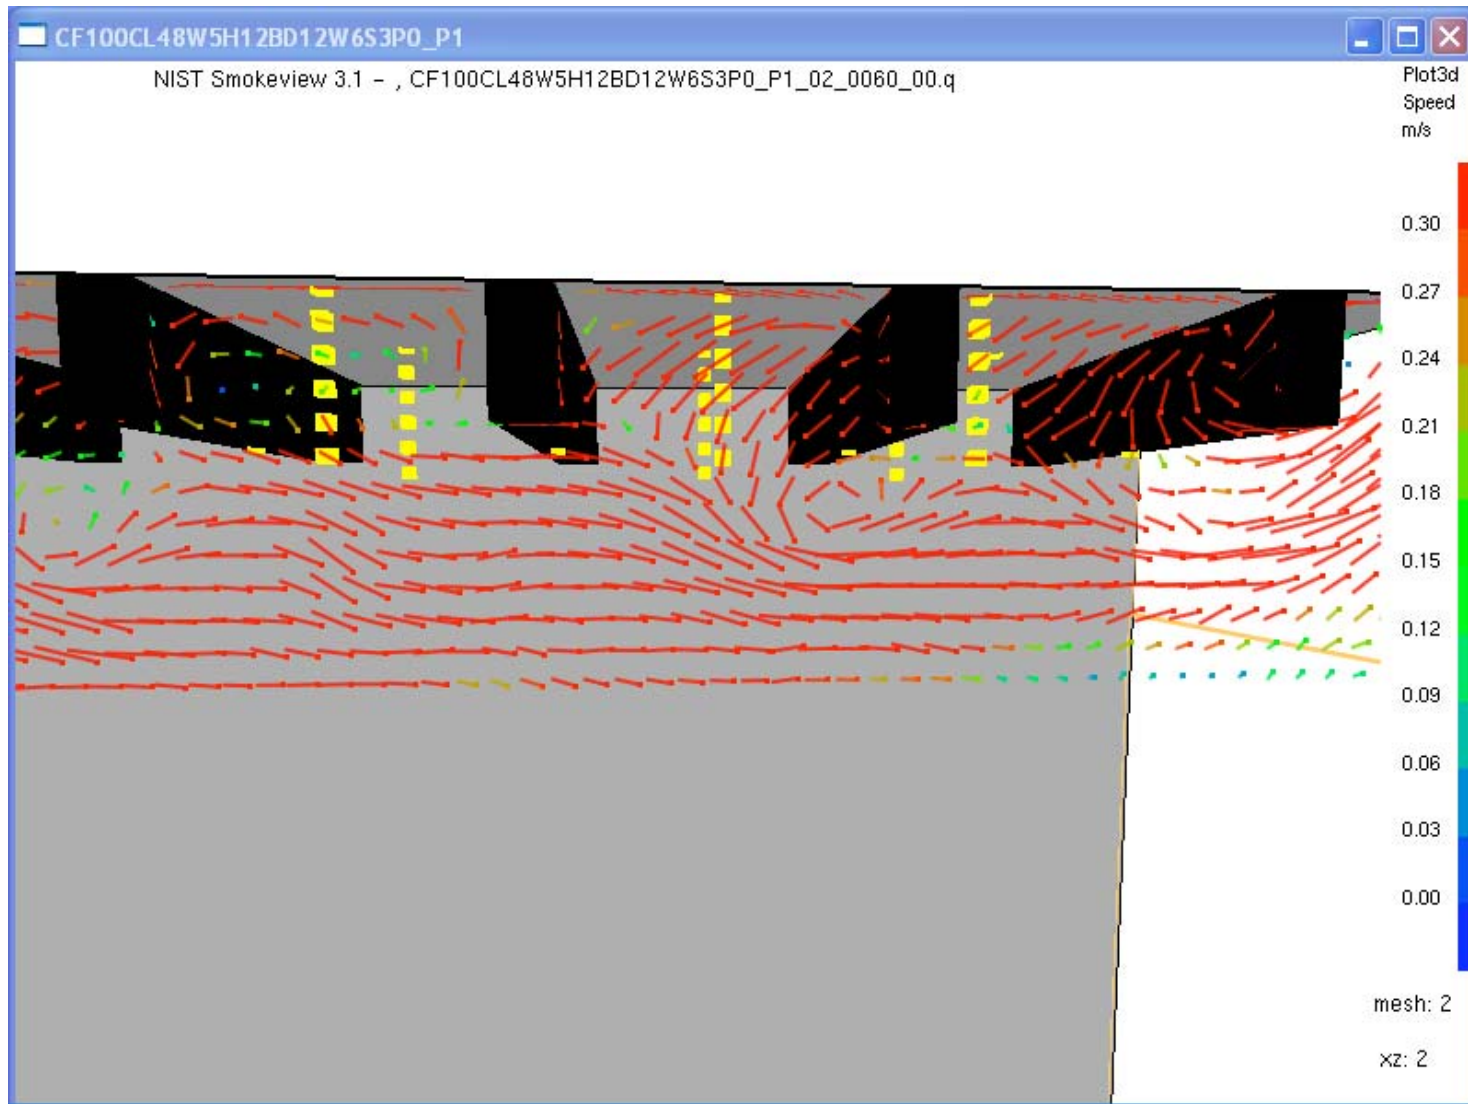 CF100CL48W5H12BD12W6S3P0_P1
NIST Smokeview 3.1 – , CF100CL48W5H12BD12W6S3P0_P1_02_0060_00.q
Plot3d
Speed
m/s
0.30
0.27
0.24
0.21
0.18
0.15
0.12
0.09
0.06
0.03
0.00
mesh: 2
xz: 2